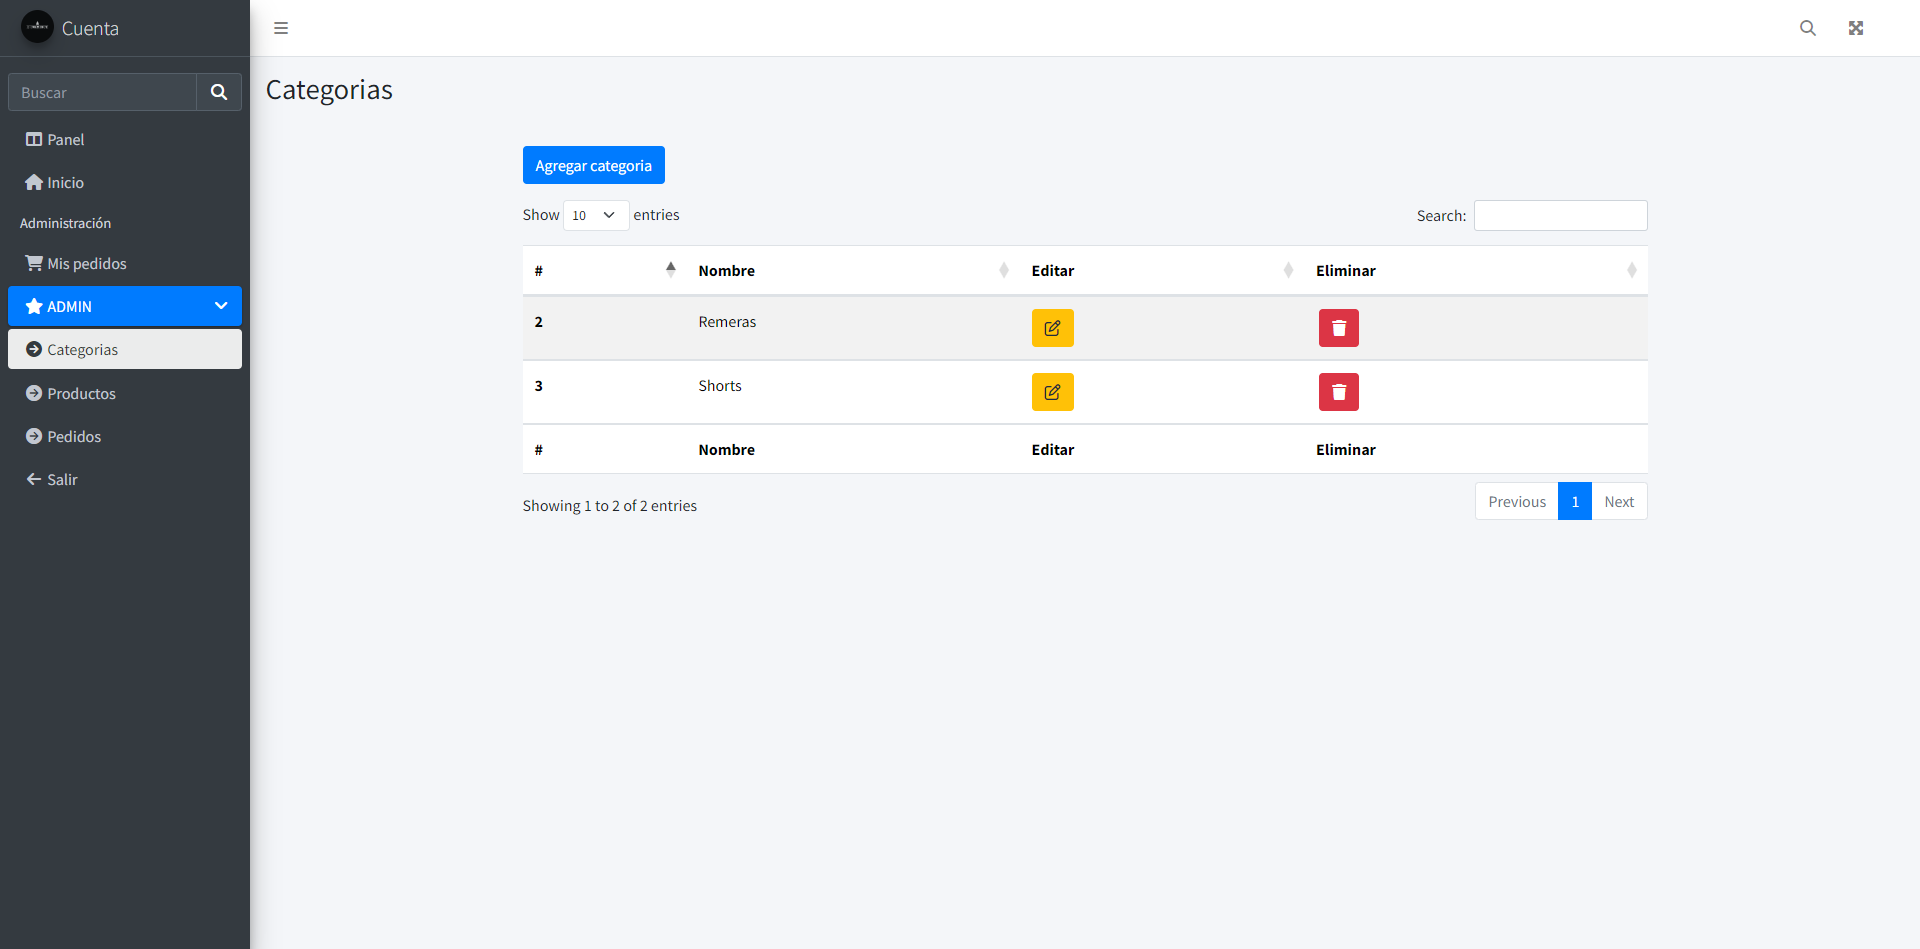 Cuenta
Buscar
Panel
Inicio
Administración
Mis pedidos
ADMIN
Categorias
Productos
Pedidos
Salir
Categorias
Agregar categoria
Show 10 entries
Search:
# Nombre Editar Eliminar
2 Remeras
3 Shorts
# Nombre Editar Eliminar
Showing 1 to 2 of 2 entries
Previous 1 Next